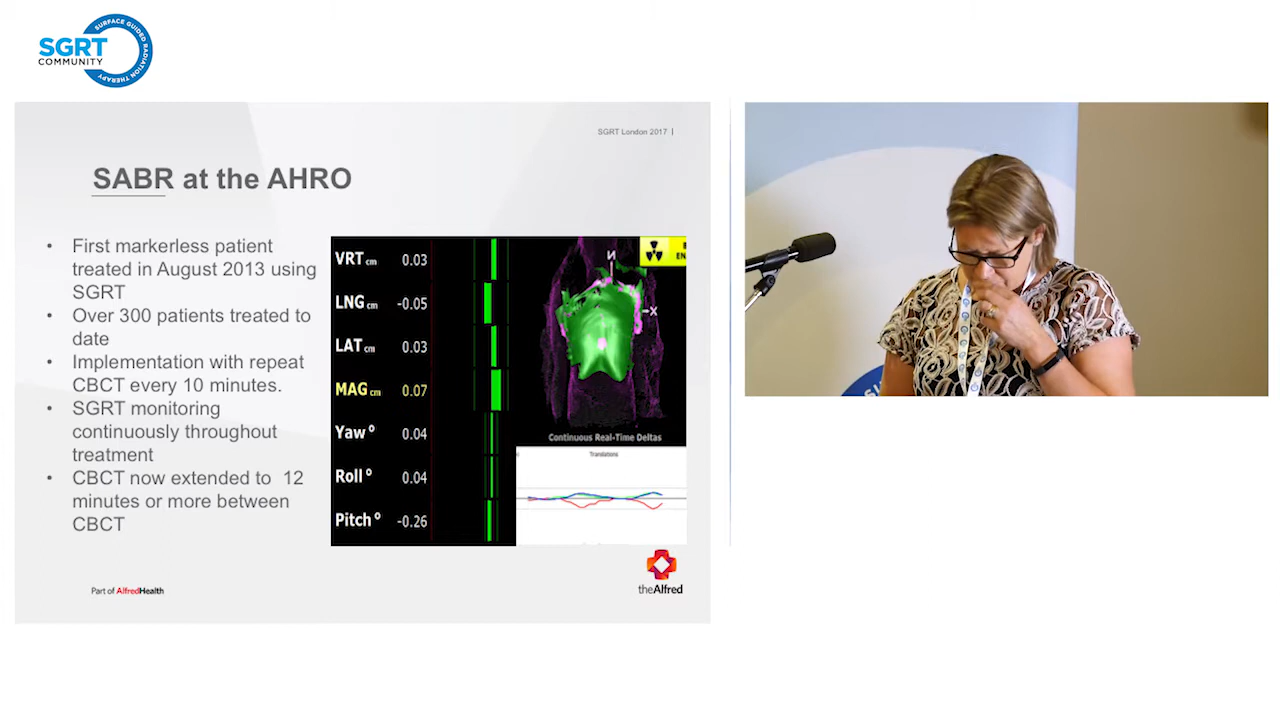 SURFACE GUIDED RADIATION THERAPY
SGRT
COMMUNITY
SGRT London 2017 |
SABR at the AHRO
• First markerless patient
treated in August 2013 using
SGRT
• Over 300 patients treated to
date
• Implementation with repeat
CBCT every 10 minutes.
• SGRT monitoring
continuously throughout
treatment
• CBCT now extended to 12
minutes or more between
CBCT
VRT cm 0.03
LNG cm -0.05
LAT cm 0.03
MAG cm 0.07
Yaw ° 0.04
Roll ° 0.04
Pitch ° -0.26
-X
Continuous Real-Time Deltas
Translations
Part of AlfredHealth
theAlfred